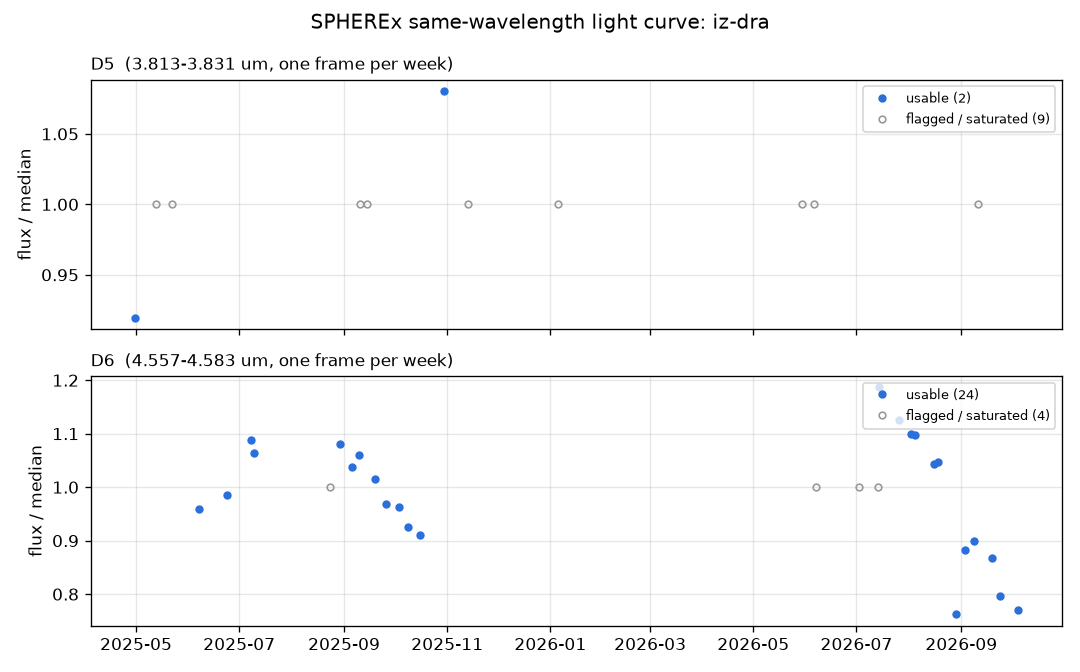 SPHEREx same-wavelength light curve: iz-dra
D5 (3.813-3.831 um, one frame per week)
usable (2)
flagged / saturated (9)
flux / median
1.05
1.00
0.95
D6 (4.557-4.583 um, one frame per week)
usable (24)
flagged / saturated (4)
flux / median
1.2
1.1
1.0
0.9
0.8
2025-05 2025-07 2025-09 2025-11 2026-01 2026-03 2026-05 2026-07 2026-09